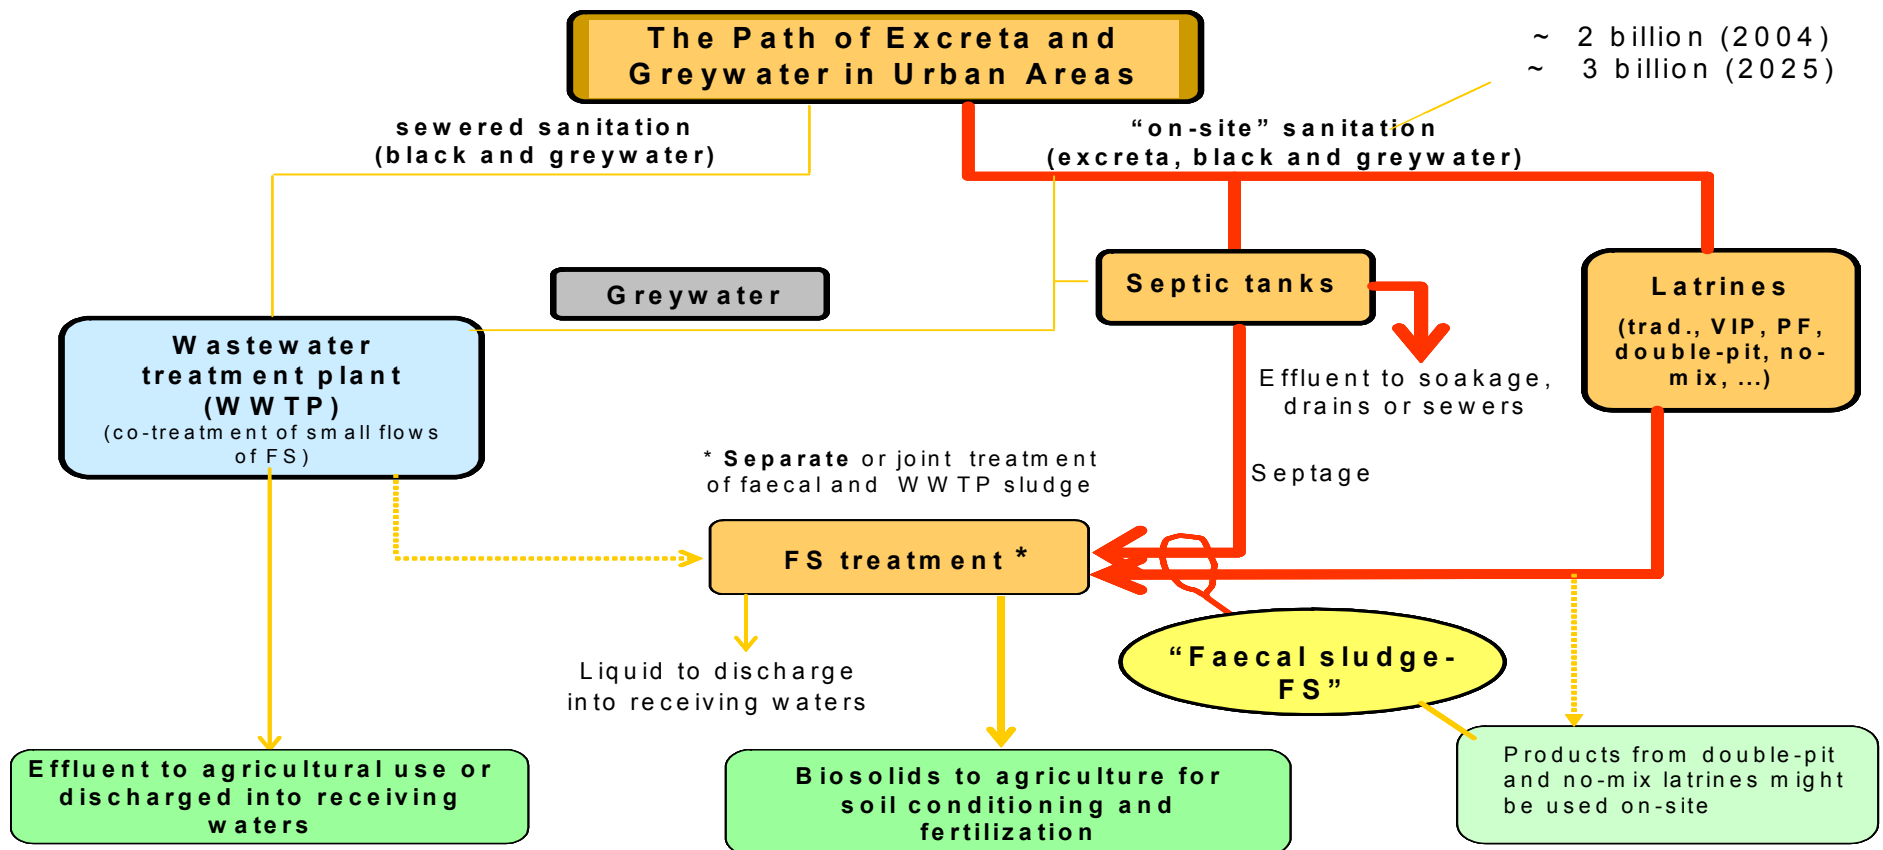 The Path of Excreta and
Greywater in Urban Areas
~ 2 billion (2004)
~ 3 billion (2025)
sewered sanitation
(black and greywater)
“on-site” sanitation
(excreta, black and greywater)
Greywater
Septic tanks
Latrines
(trad., VIP, PF,
double-pit, no-
mix, ...)
Wastewater
treatment plant
(WWTP)
(co-treatment of small flows
of FS)
Effluent to soakage,
drains or sewers
* Separate or joint treatment
of faecal and WWTP sludge
Septage
FS treatment *
Liquid to discharge
into receiving waters
“Faecal sludge-
FS”
Effluent to agricultural use or
discharged into receiving
waters
Biosolids to agriculture for
soil conditioning and
fertilization
Products from double-pit
and no-mix latrines might
be used on-site